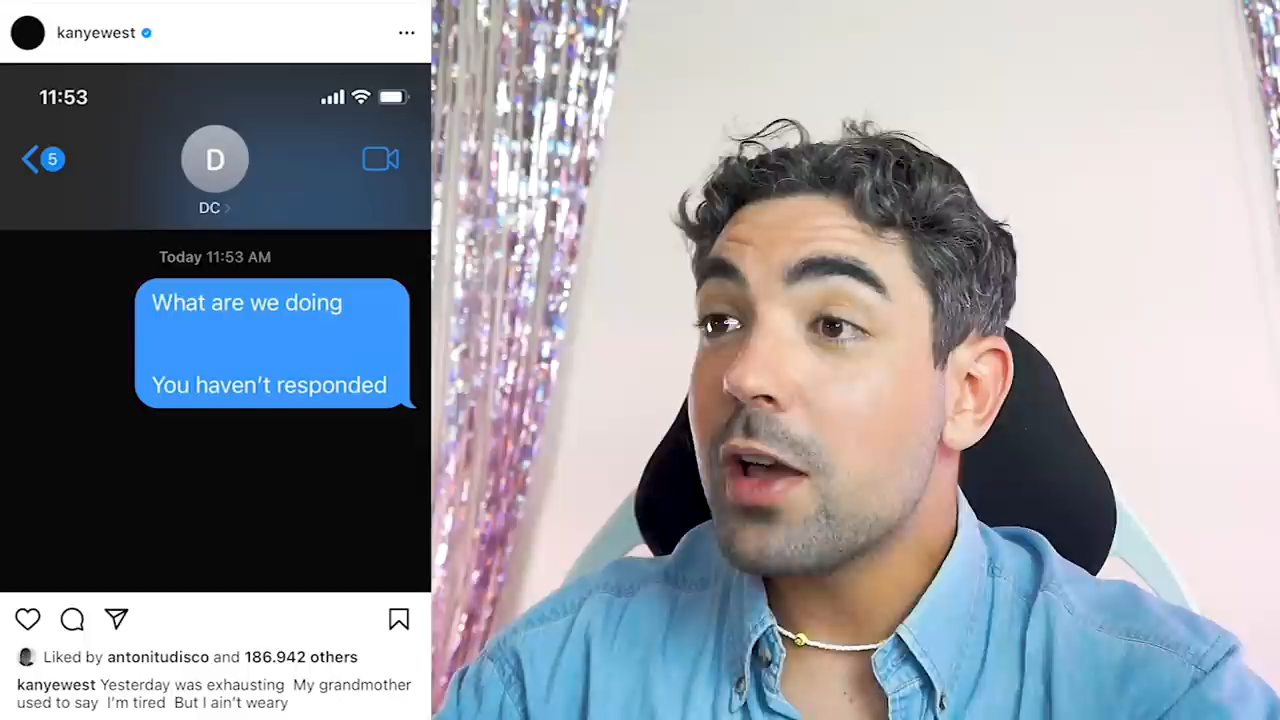 kanyewest
11:53
5
D
DC
Today 11:53 AM
What are we doing
You haven't responded
Liked by antonitudisco and 186.942 others
kanyewest Yesterday was exhausting  My grandmother
used to say  I'm tired  But I ain't weary